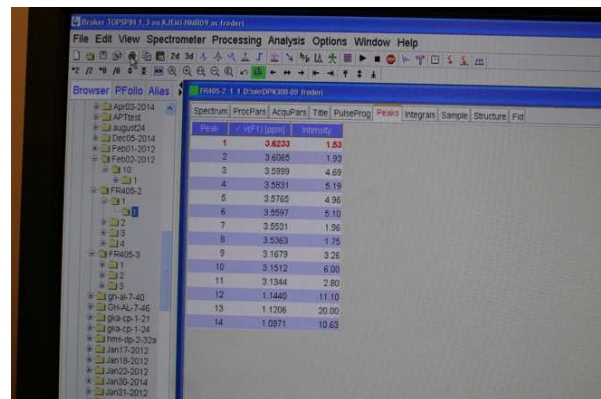 Bruker TOPSPIN 1.3 on KJEMI-NMR09 as froderi
File Edit View Spectrometer Processing Analysis Options Window Help
*2 /2 *8 /8
Browser PFolio Alias
FR405-2 1 1 D:\uio\DPX300-09 froderi
Spectrum ProcPars AcquPars Title PulseProg Peaks Integrals Sample Structure Fid
Apr03-2014
APTtest
august24
Dec05-2014
Feb01-2012
Feb02-2012
10
1
FR405-2
1
1
2
3
4
FR405-3
1
2
3
gh-al-7-40
GH-AL-7-46
gka-cp-1-21
gka-cp-1-24
hms-dp-2-32a
Jan17-2012
Jan18-2012
Jan22-2012
Jan30-2014
Jan31-2012
Peak v(F1) [ppm] Intensity
1 3.6233 1.53
2 3.6065 1.93
3 3.5999 4.69
4 3.5831 5.19
5 3.5765 4.96
6 3.5597 5.10
7 3.5531 1.96
8 3.5363 1.75
9 3.1679 3.26
10 3.1512 6.00
11 3.1344 2.80
12 1.1440 11.10
13 1.1206 20.00
14 1.0971 10.63